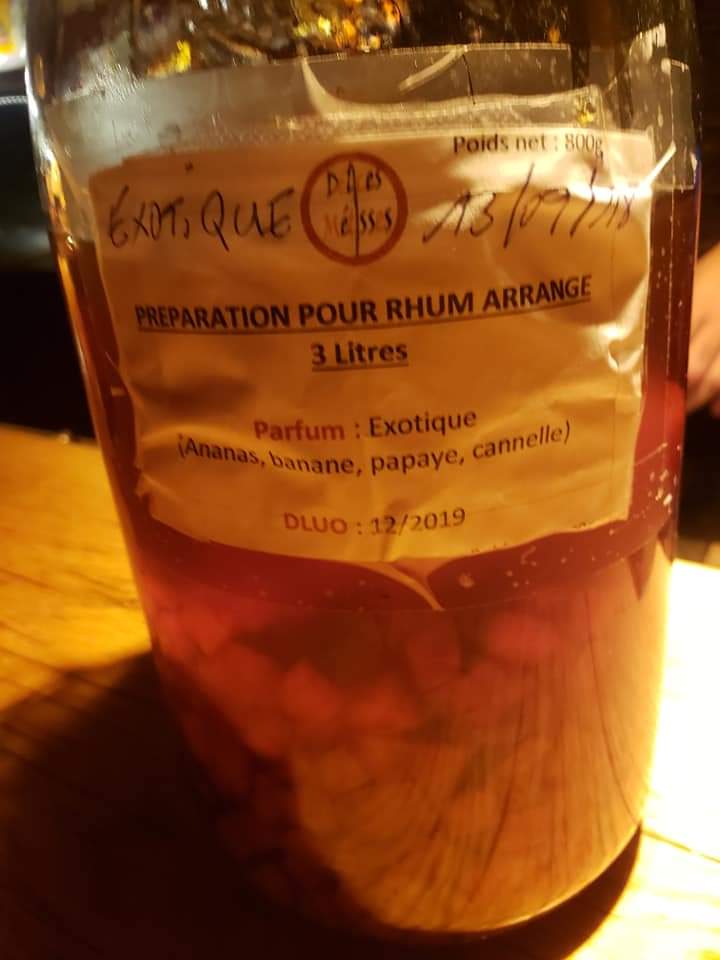 Poids net : 800g
EXOTIQUE
13/09/18
PREPARATION POUR RHUM ARRANGE
3 Litres
Parfum : Exotique
(Ananas, banane, papaye, cannelle)
DLUO : 12/2019